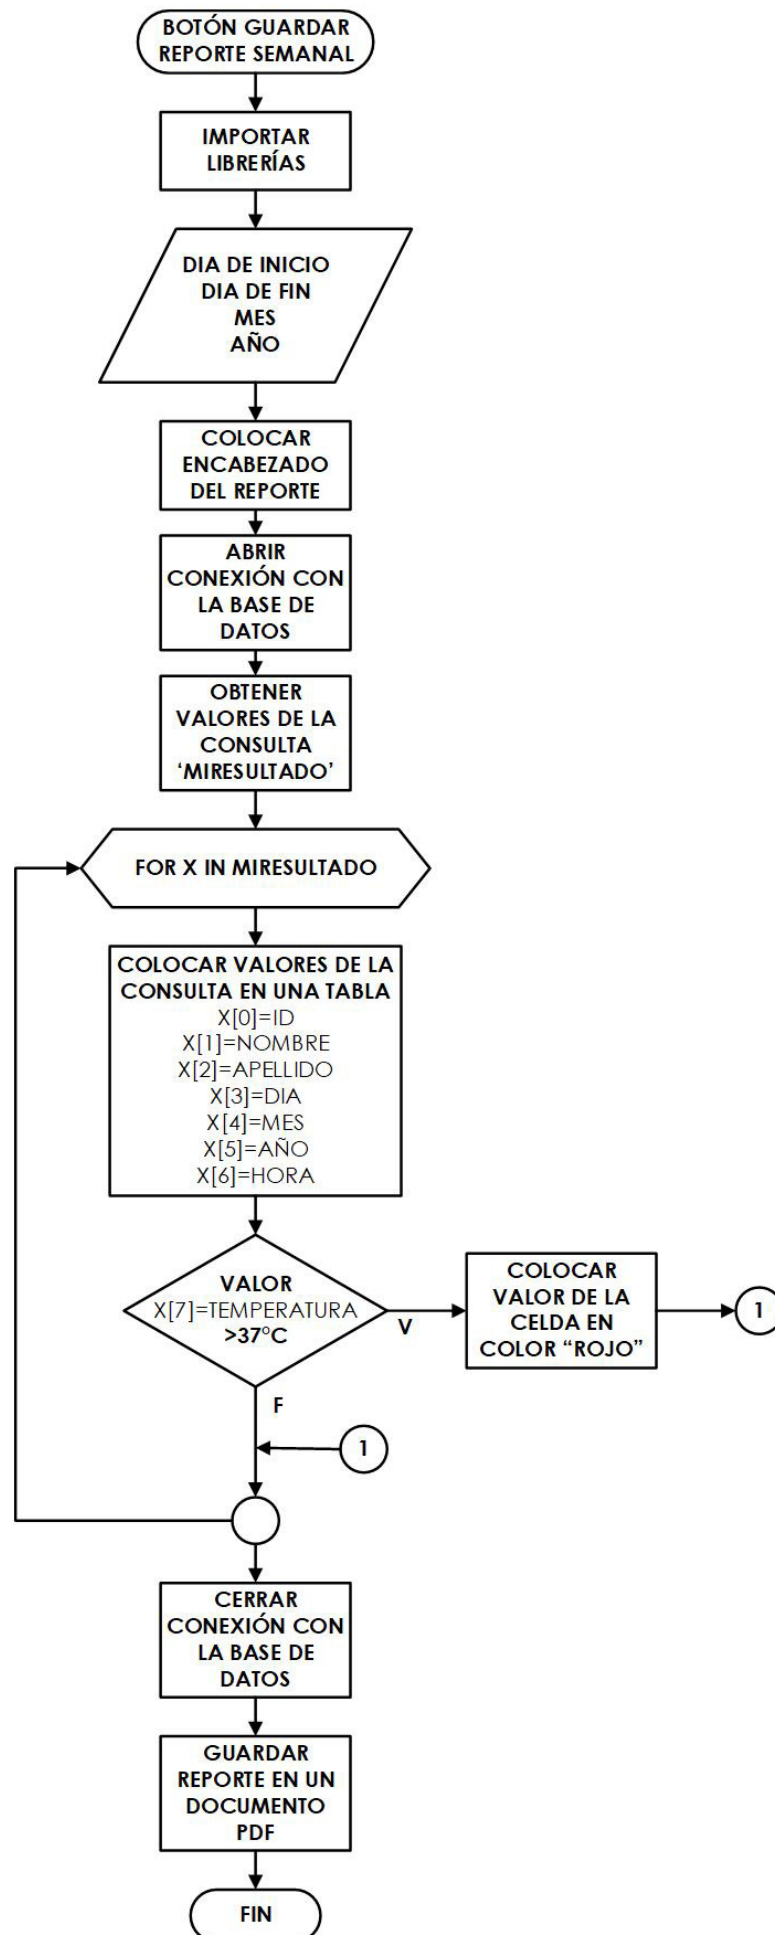 BOTÓN GUARDAR
REPORTE SEMANAL
IMPORTAR
LIBRERÍAS
DIA DE INICIO
DIA DE FIN
MES
AÑO
COLOCAR
ENCABEZADO
DEL REPORTE
ABRIR
CONEXIÓN CON
LA BASE DE
DATOS
OBTENER
VALORES DE LA
CONSULTA
‘MIRESULTADO’
FOR X IN MIRESULTADO
COLOCAR VALORES DE LA
CONSULTA EN UNA TABLA
X[0]=ID
X[1]=NOMBRE
X[2]=APELLIDO
X[3]=DIA
X[4]=MES
X[5]=AÑO
X[6]=HORA
VALOR
X[7]=TEMPERATURA
>37°C
V
COLOCAR
VALOR DE LA
CELDA EN
COLOR “ROJO”
1
F
1
CERRAR
CONEXIÓN CON
LA BASE DE
DATOS
GUARDAR
REPORTE EN UN
DOCUMENTO
PDF
FIN